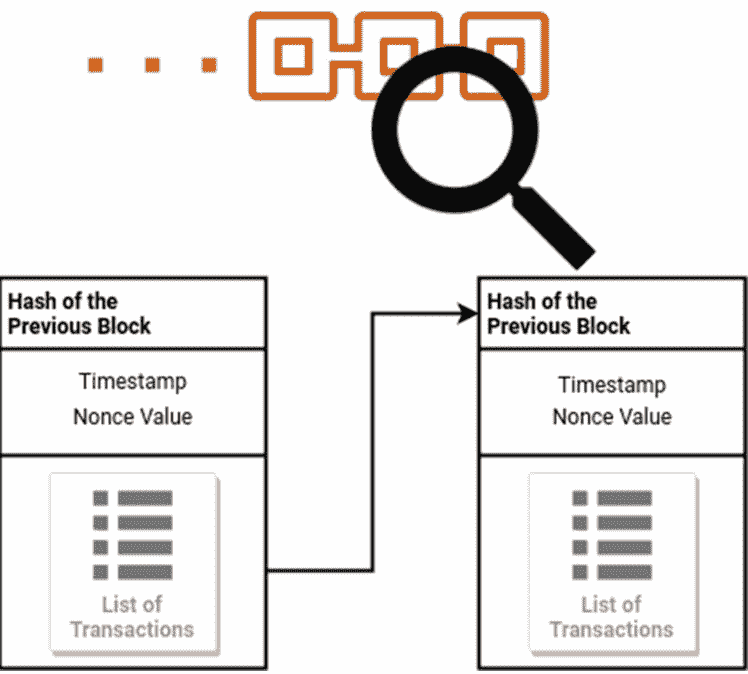 Hash of the
Previous Block
Timestamp
Nonce Value
List of
Transactions
Hash of the
Previous Block
Timestamp
Nonce Value
List of
Transactions